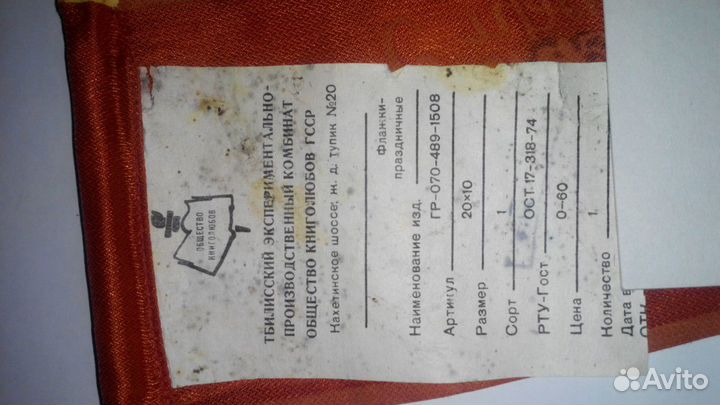 ОБЩЕСТВО
КНИГОЛЮБОВ
ТБИЛИССКИЙ ЭКСПЕРИМЕНТАЛЬНО-
ПРОИЗВОДСТВЕННЫЙ КОМБИНАТ
ОБЩЕСТВО КНИГОЛЮБОВ ГССР
Кахетинское шоссе, ж. д. Тупик №20
Флажки-
Наименование изд. праздничные
Артикул ГР-070-489-1508
Размер 20×10
Сорт 1
РТУ-Гост ОСТ. 17-318-74
Цена 0-60
Количество 1.
Дата в
ОТК
Avito